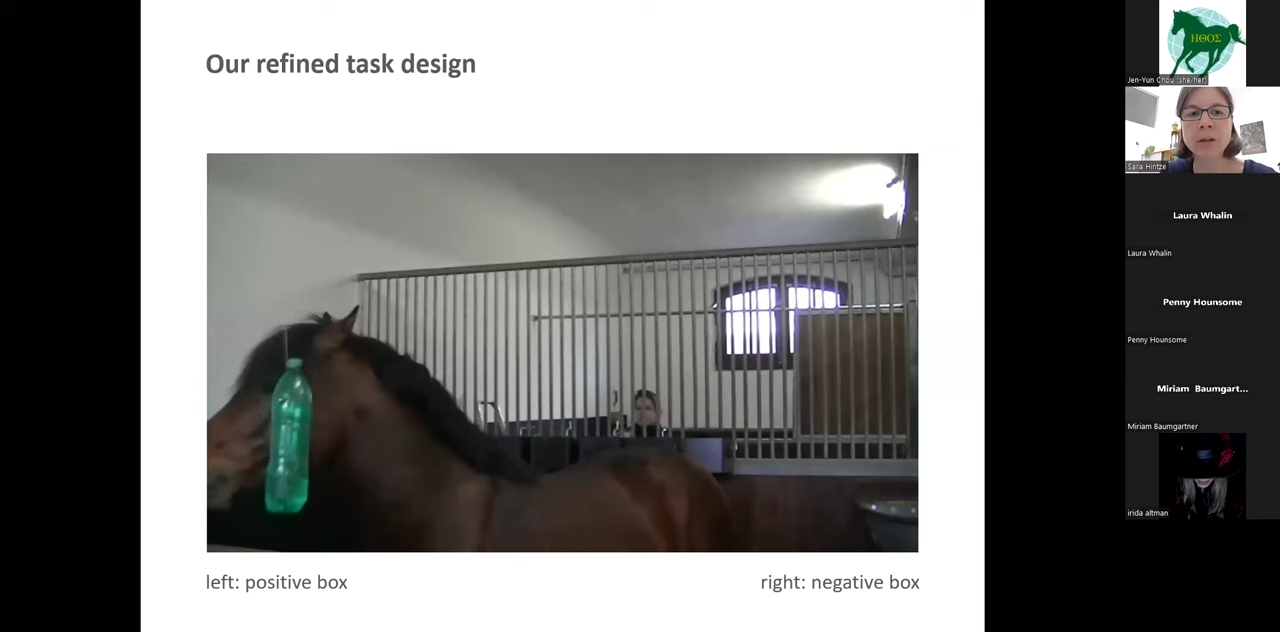 Our refined task design
left: positive box
right: negative box
ΗΘΟΣ
Jen-Yun Chou (she/her)
Sara Hintze
Laura Whalin
Laura Whalin
Penny Hounsome
Penny Hounsome
Miriam Baumgart...
Miriam Baumgartner
irida altman